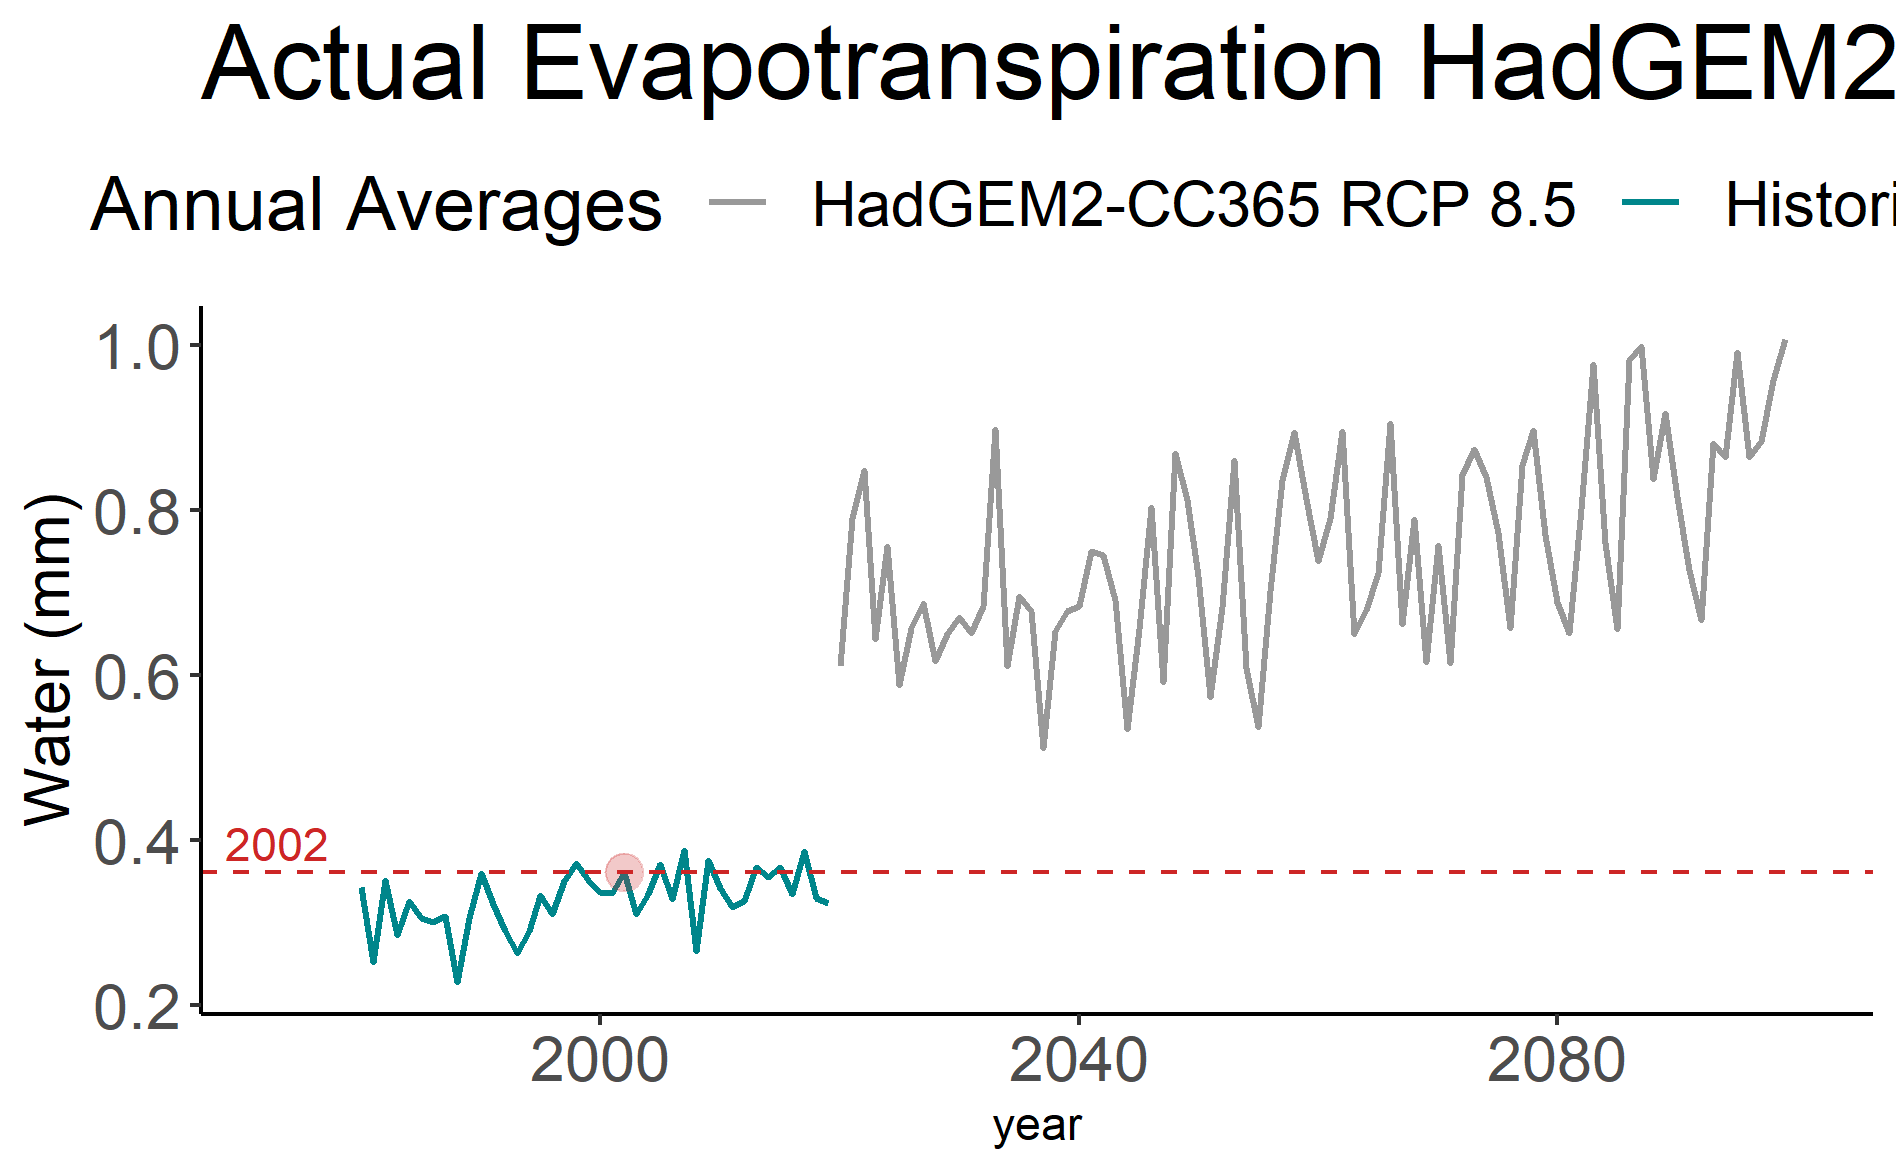 Actual Evapotranspiration HadGEM2
Annual Averages HadGEM2-CC365 RCP 8.5 Histori
Water (mm)
1.0
0.8
0.6
0.4
0.2
2002
2000 2040 2080
year